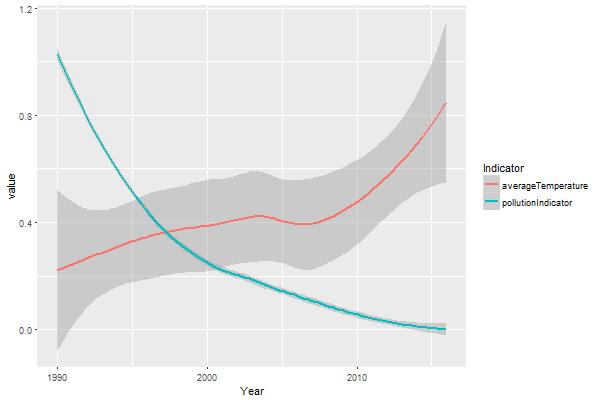 1.2
0.8
0.4
0.0
value
1990
2000
2010
Year
Indicator
averageTemperature
pollutionIndicator